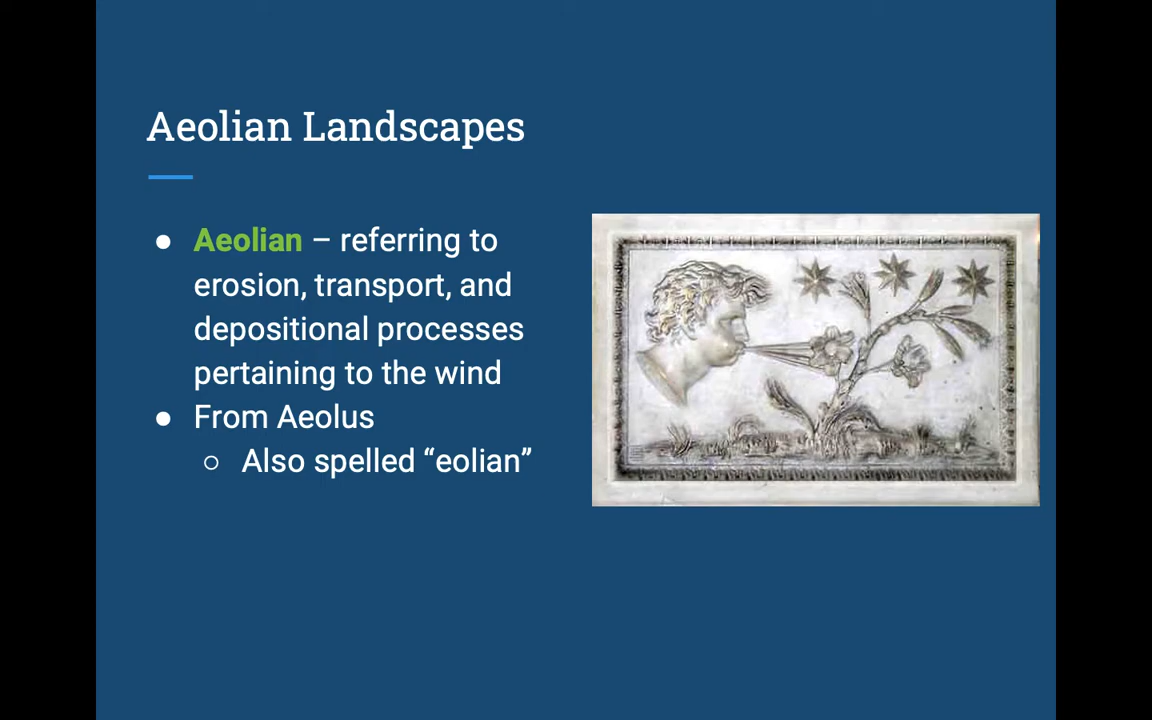 Aeolian Landscapes
● Aeolian – referring to
erosion, transport, and
depositional processes
pertaining to the wind
● From Aeolus
○ Also spelled “eolian”